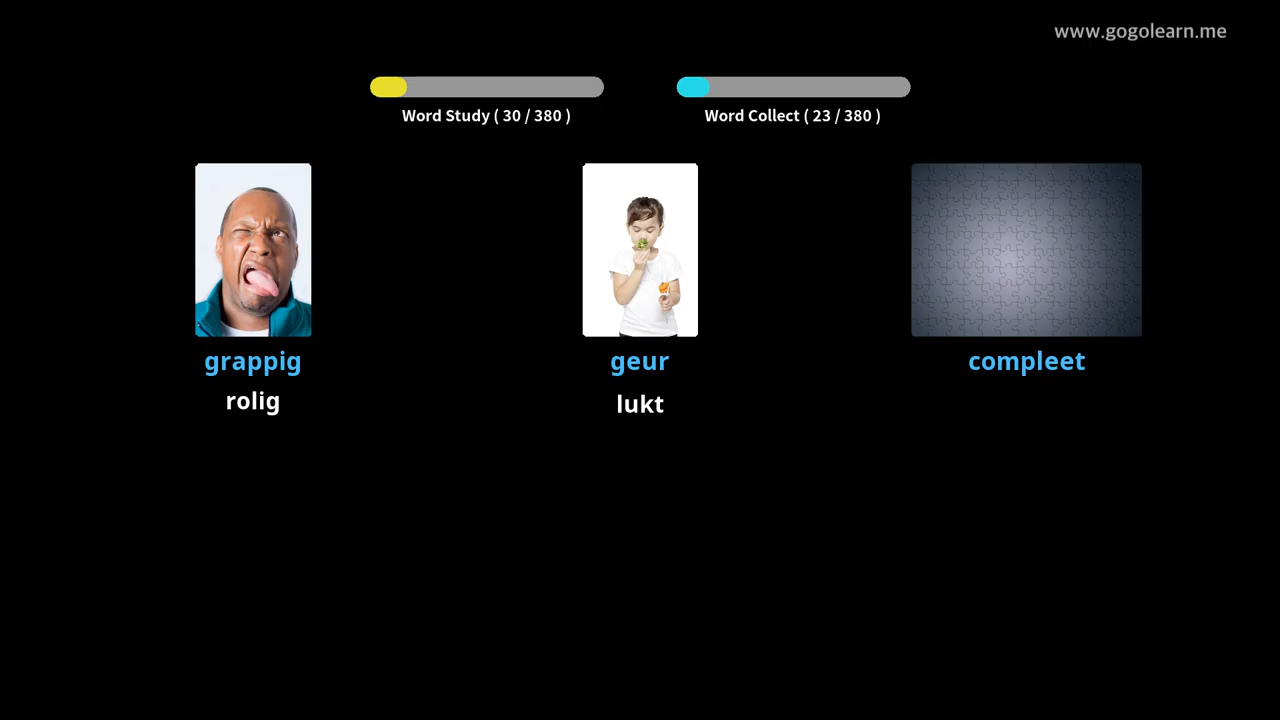 www.gogolearn.me
Word Study ( 30 / 380 )
Word Collect ( 23 / 380 )
grappig
geur
compleet
rolig
lukt